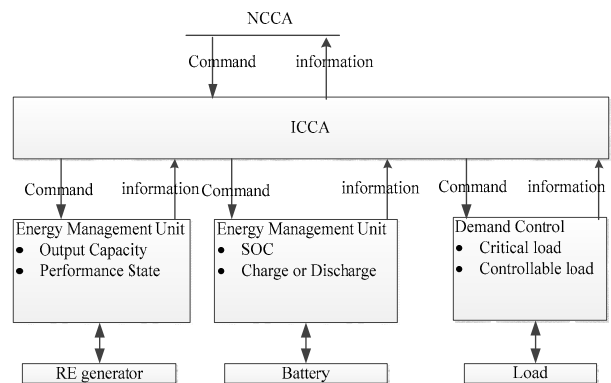 NCCA
Command information
ICCA
Command information Command information Command information
Energy Management Unit
• Output Capacity
• Performance State
Energy Management Unit
• SOC
• Charge or Discharge
Demand Control
• Critical load
• Controllable load
RE generator
Battery
Load